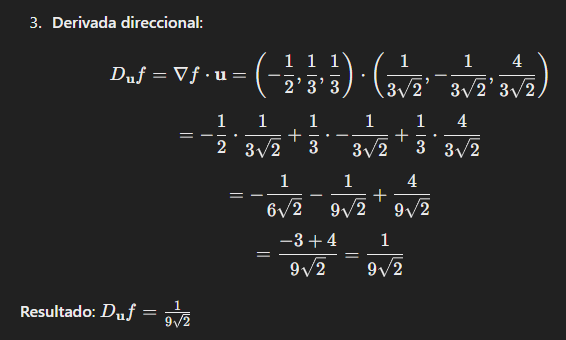 3. Derivada direccional:
D_𝐮 f = ∇f · 𝐮 = (−1/2, 1/3, 1/3) · (1/(3√2), −1/(3√2), 4/(3√2))
= −1/2 · 1/(3√2) + 1/3 · −1/(3√2) + 1/3 · 4/(3√2)
= −1/(6√2) − 1/(9√2) + 4/(9√2)
= (−3 + 4)/(9√2) = 1/(9√2)
Resultado: D_𝐮 f = 1/(9√2)